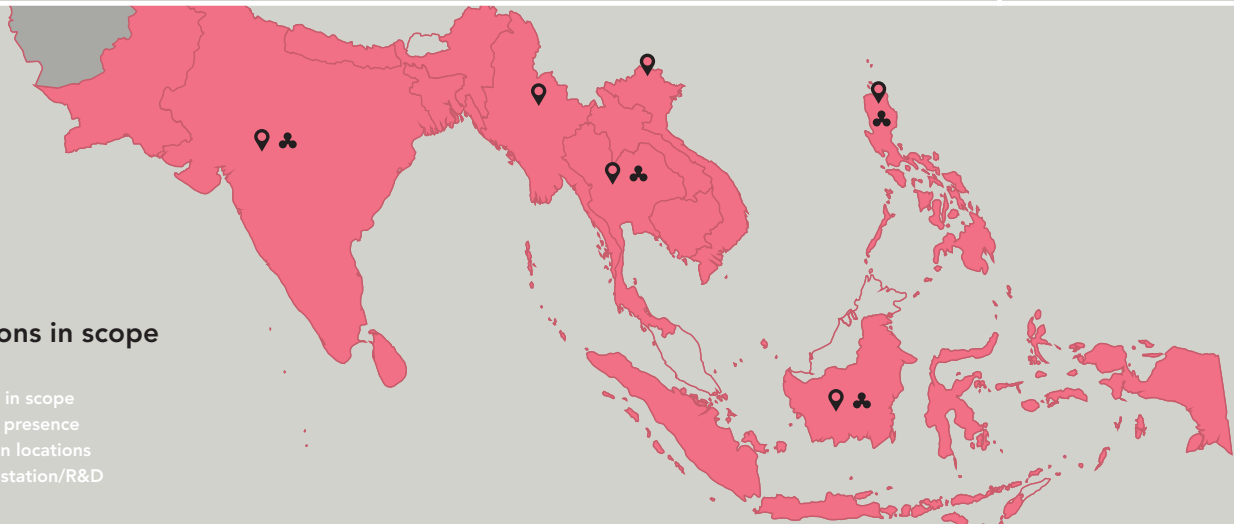 ons in scope
in scope
presence
n locations
station/R&D